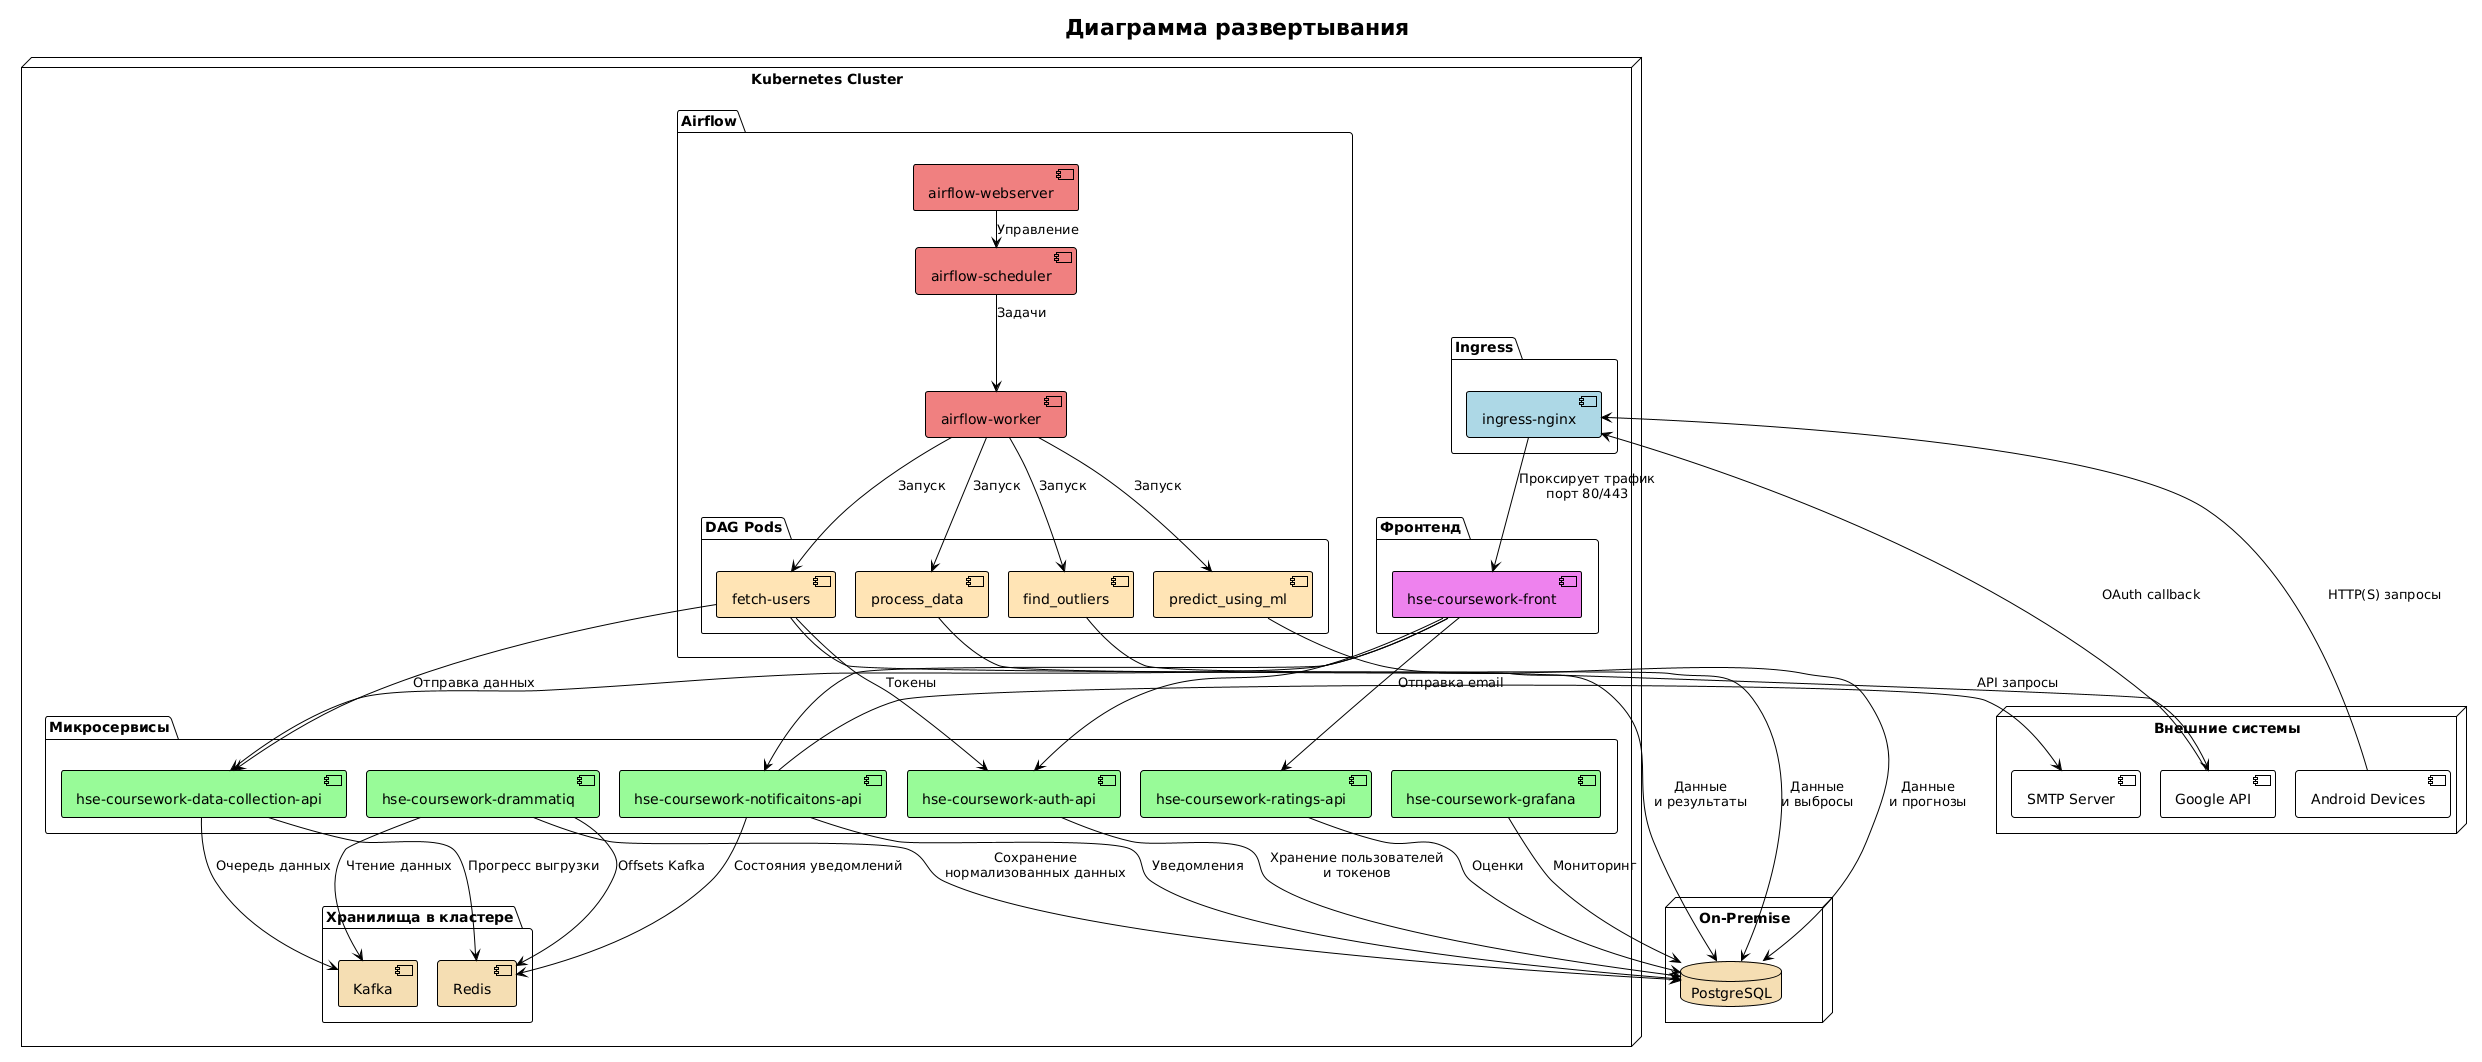 Диаграмма развертывания
Kubernetes Cluster
Airflow
airflow-webserver
Управление
airflow-scheduler
Задачи
Ingress
airflow-worker
ingress-nginx
Запуск
Запуск
Запуск
Запуск
Проксирует трафик
порт 80/443
DAG Pods
Фронтенд
fetch-users
process_data
find_outliers
predict_using_ml
hse-coursework-front
OAuth callback
HTTP(S) запросы
Отправка данных
Токены
Отправка email
API запросы
Микросервисы
Внешние системы
hse-coursework-data-collection-api
hse-coursework-drammatiq
hse-coursework-notificaitons-api
hse-coursework-auth-api
hse-coursework-ratings-api
hse-coursework-grafana
Данные
и результаты
Данные
и выбросы
Данные
и прогнозы
SMTP Server
Google API
Android Devices
Очередь данных
Чтение данных
Прогресс выгрузки
Offsets Kafka
Состояния уведомлений
Сохранение
нормализованных данных
Уведомления
Хранение пользователей
и токенов
Оценки
Мониторинг
Хранилища в кластере
On-Premise
Kafka
Redis
PostgreSQL